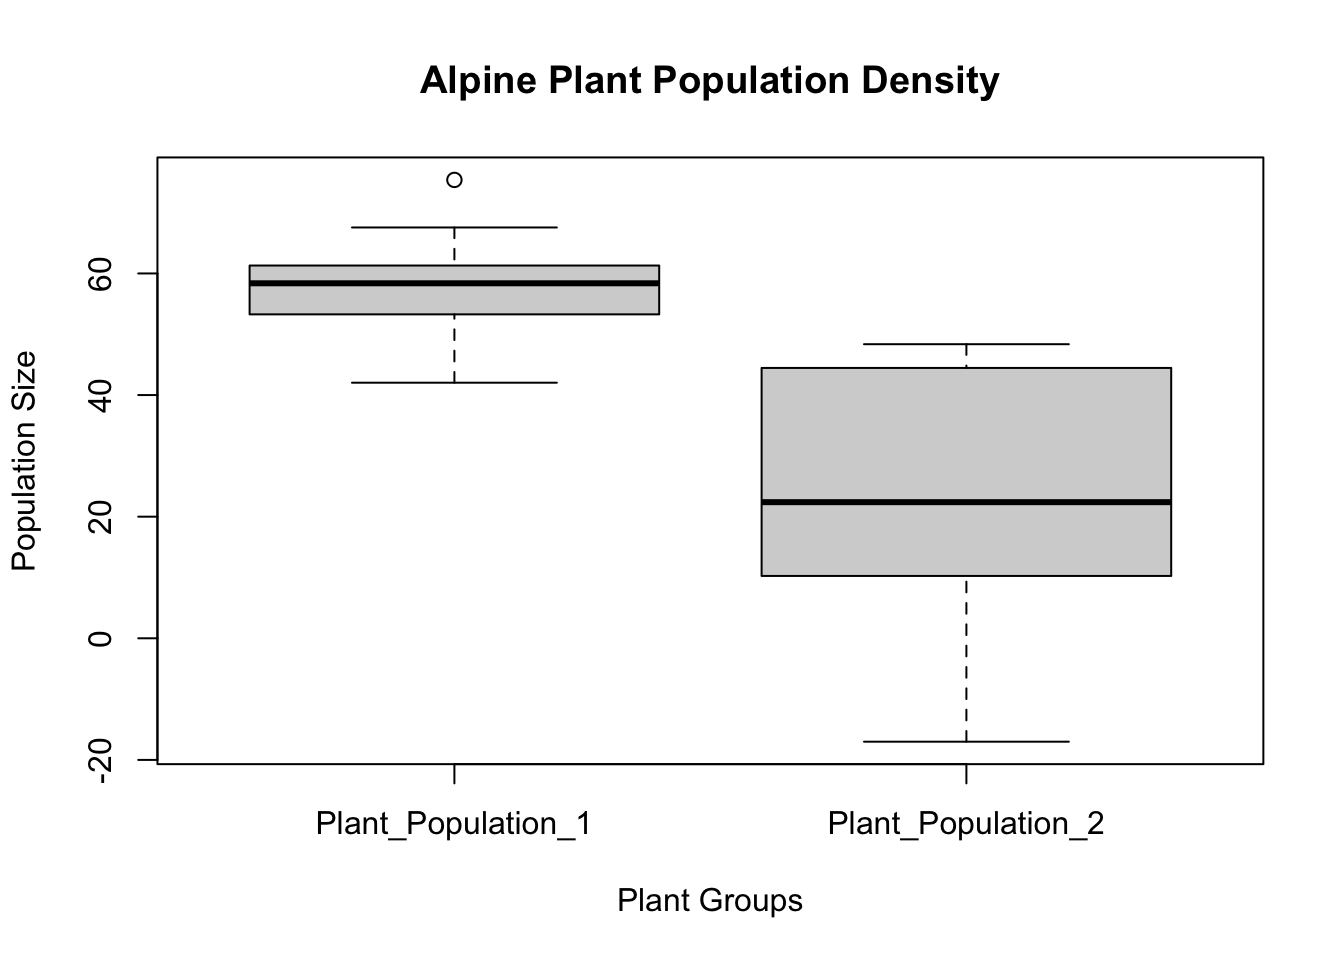 Alpine Plant Population Density
Population Size
60
40
20
0
-20
Plant_Population_1
Plant_Population_2
Plant Groups